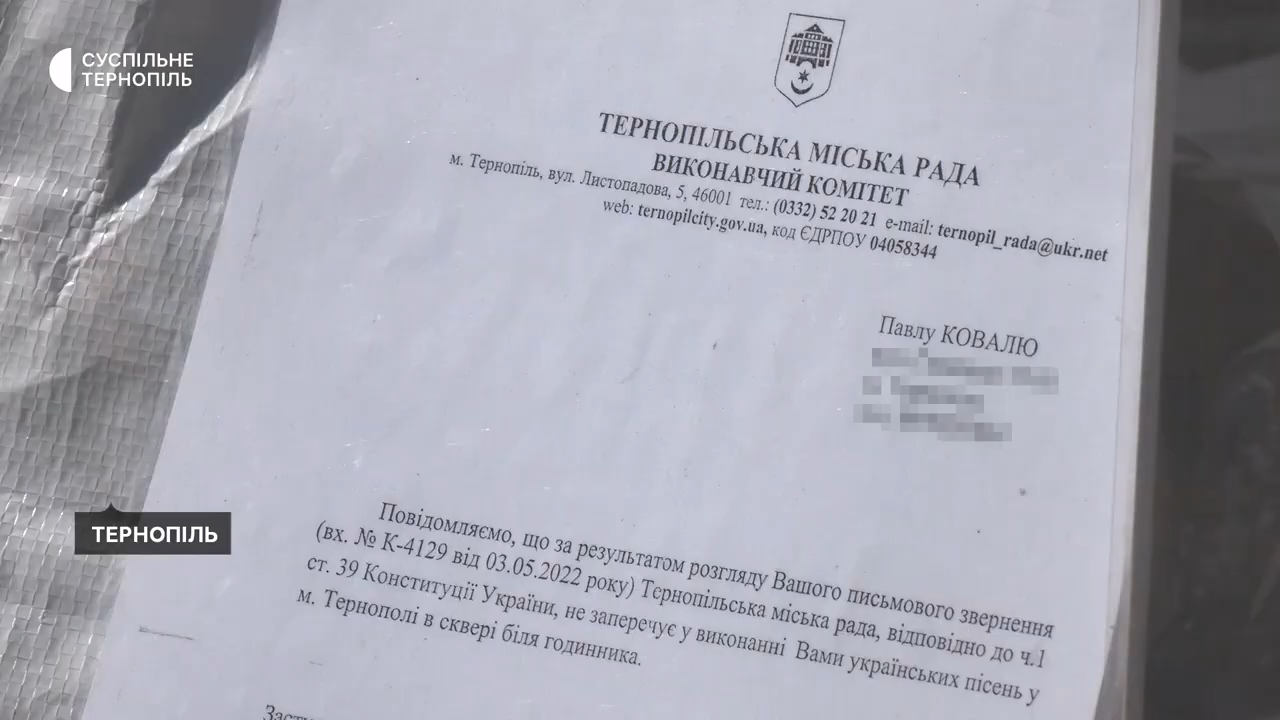 СУСПІЛЬНЕ
ТЕРНОПІЛЬ
ТЕРНОПІЛЬСЬКА МІСЬКА РАДА
ВИКОНАВЧИЙ КОМІТЕТ
м. Тернопіль, вул. Листопадова, 5, 46001 тел.: (0332) 52 20 21 e-mail: ternopil_rada@ukr.net
web: ternopilcity.gov.ua, код ЄДРПОУ 04058344
Павлу КОВАЛЮ
ТЕРНОПІЛЬ
Повідомляємо, що за результатом розгляду Вашого письмового звернення
(вх. № К-4129 від 03.05.2022 року) Тернопільська міська рада, відповідно до ч.1
ст. 39 Конституції України, не заперечує у виконанні Вами українських пісень у
м. Тернополі в сквері біля годинника.